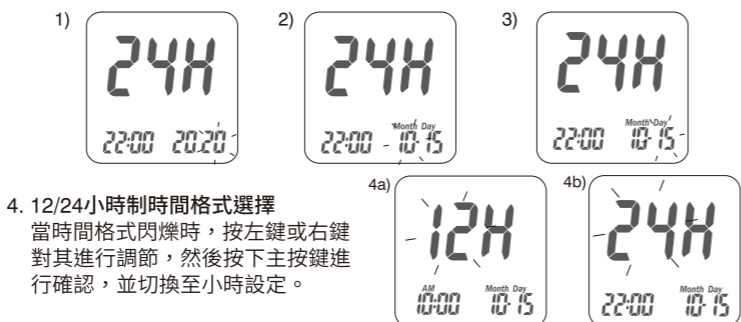 1)
24H
22:00 20:20
2)
24H
Month Day
22:00 10-15
3)
24H
Month Day
22:00 10-15
4. 12/24小時制時間格式選擇
當時間格式閃爍時，按左鍵或右鍵
對其進行調節，然後按下主按鍵進
行確認，並切換至小時設定。
4a)
12H
AM Month Day
10:00 10-15
4b)
24H
Month Day
22:00 10-15